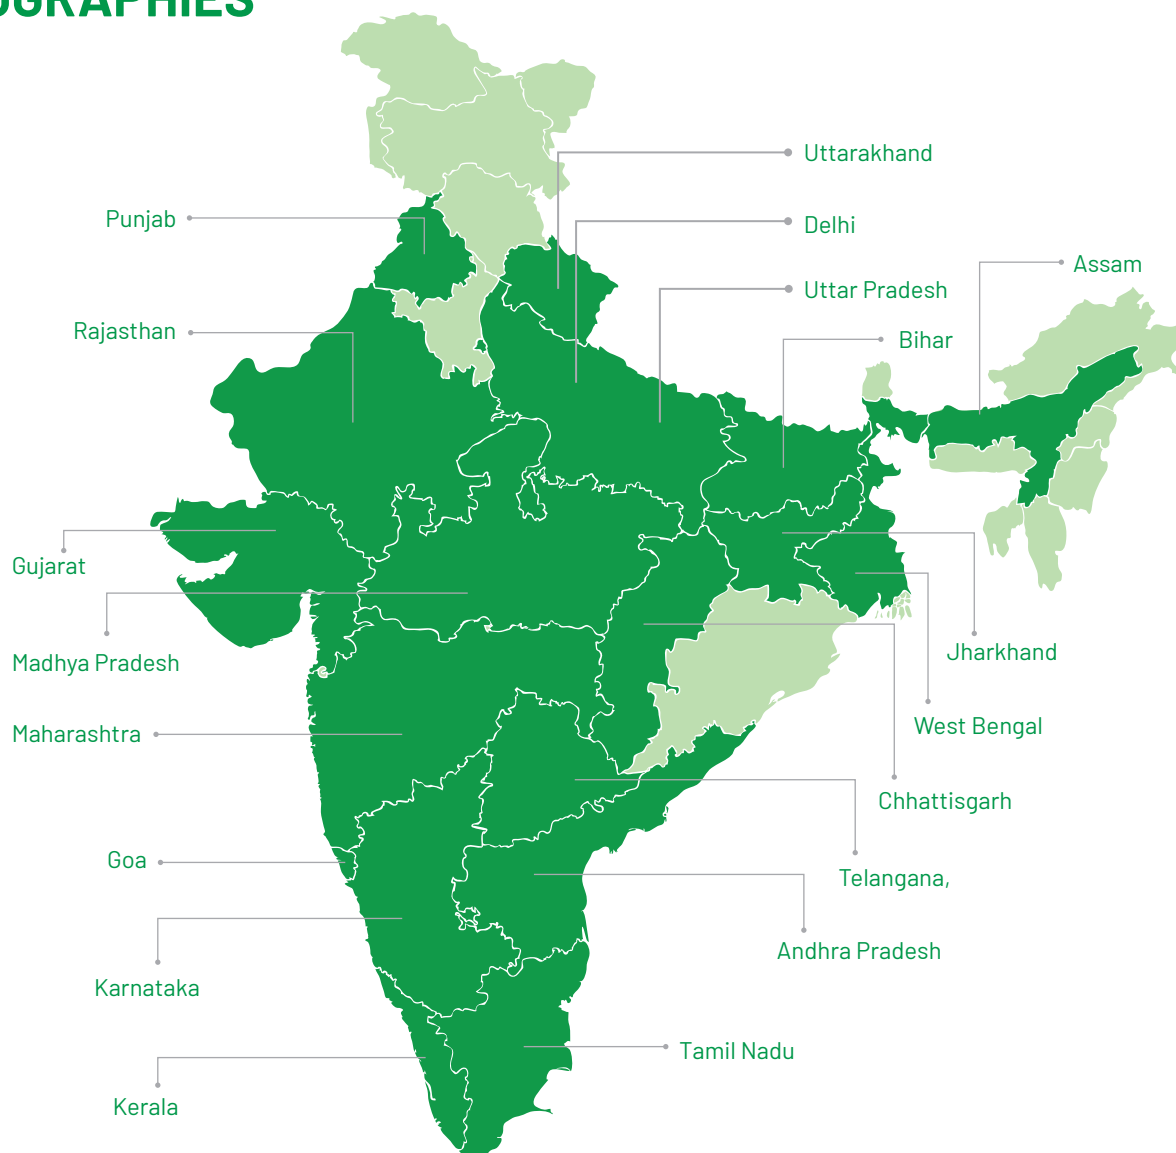 OGRAPHIES
Uttarakhand
Punjab
Delhi
Assam
Uttar Pradesh
Rajasthan
Bihar
Gujarat
Jharkhand
Madhya Pradesh
West Bengal
Maharashtra
Chhattisgarh
Goa
Telangana,
Andhra Pradesh
Karnataka
Tamil Nadu
Kerala